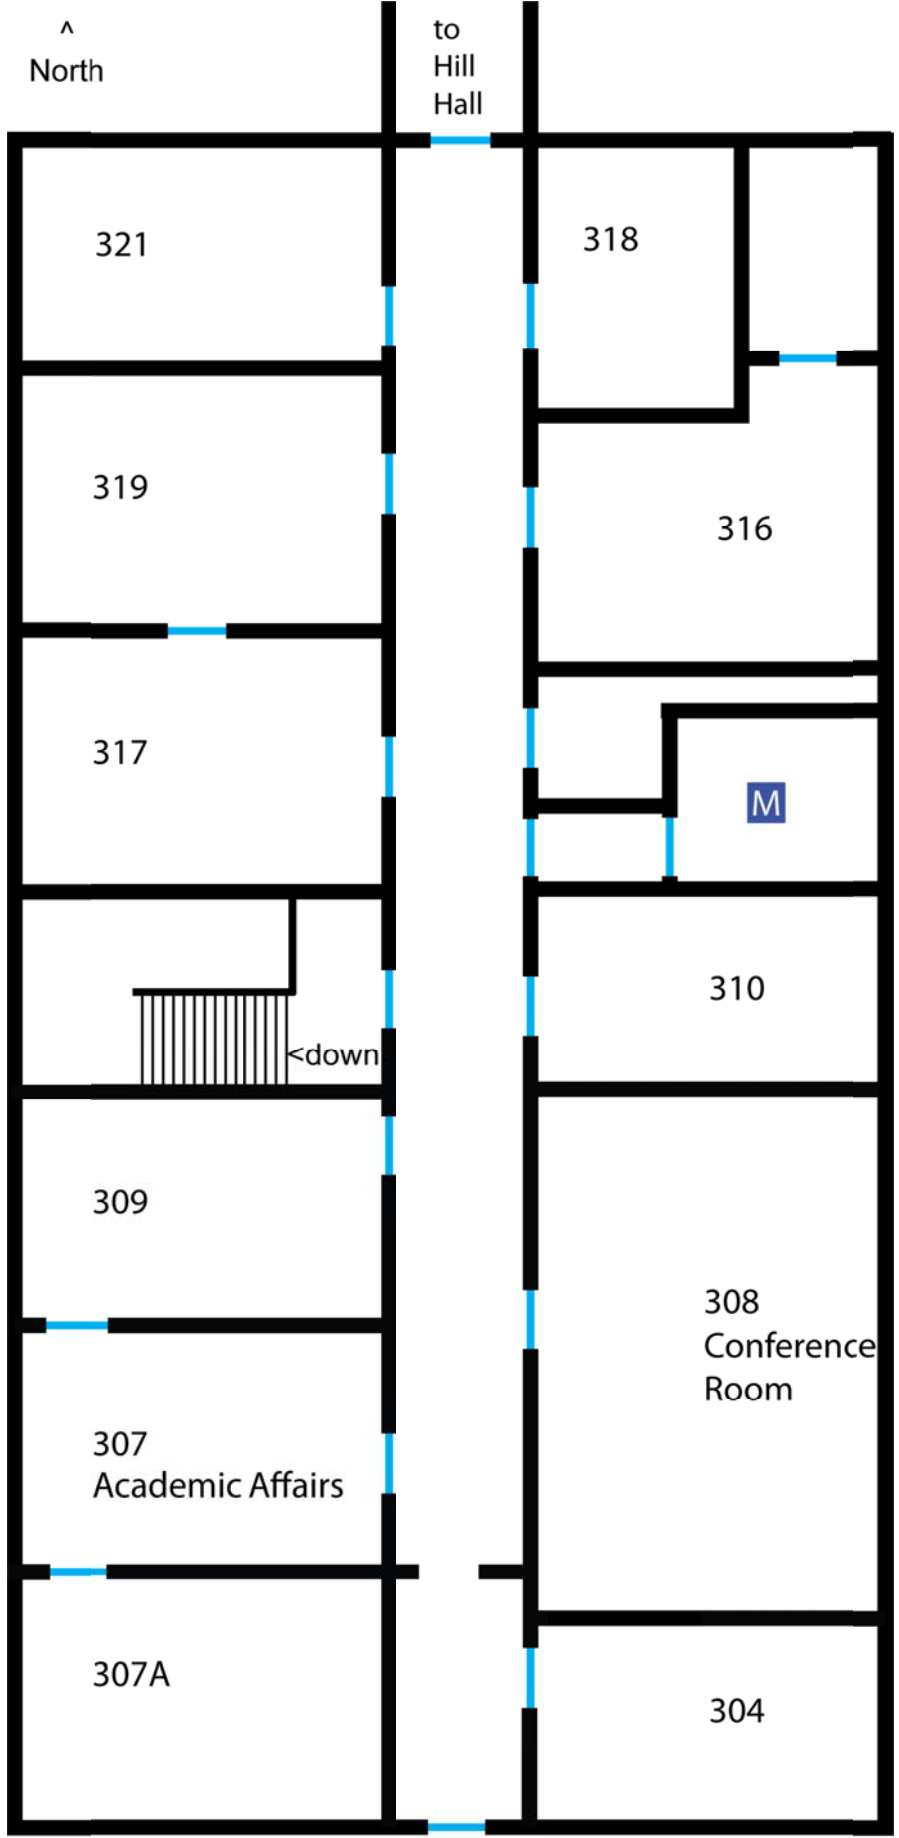 ^
North
to
Hill
Hall
321
318
319
316
317
M
310
<down
309
308
Conference
Room
307
Academic Affairs
307A
304